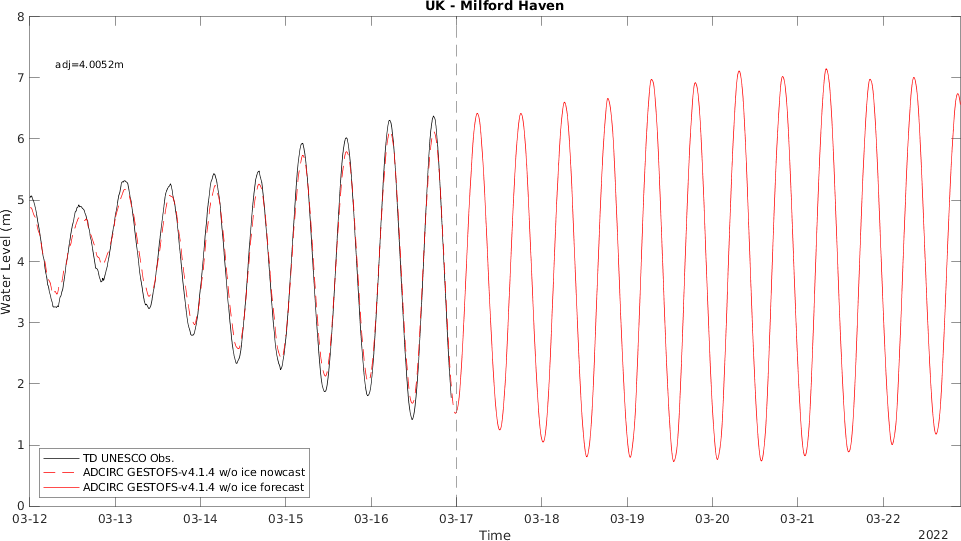 UK - Milford Haven
8
7
6
5
4
3
2
1
0
Water Level (m)
adj=4.0052m
TD UNESCO Obs.
ADCIRC GESTOFS-v4.1.4 w/o ice nowcast
ADCIRC GESTOFS-v4.1.4 w/o ice forecast
03-12 03-13 03-14 03-15 03-16 03-17 03-18 03-19 03-20 03-21 03-22
Time
2022